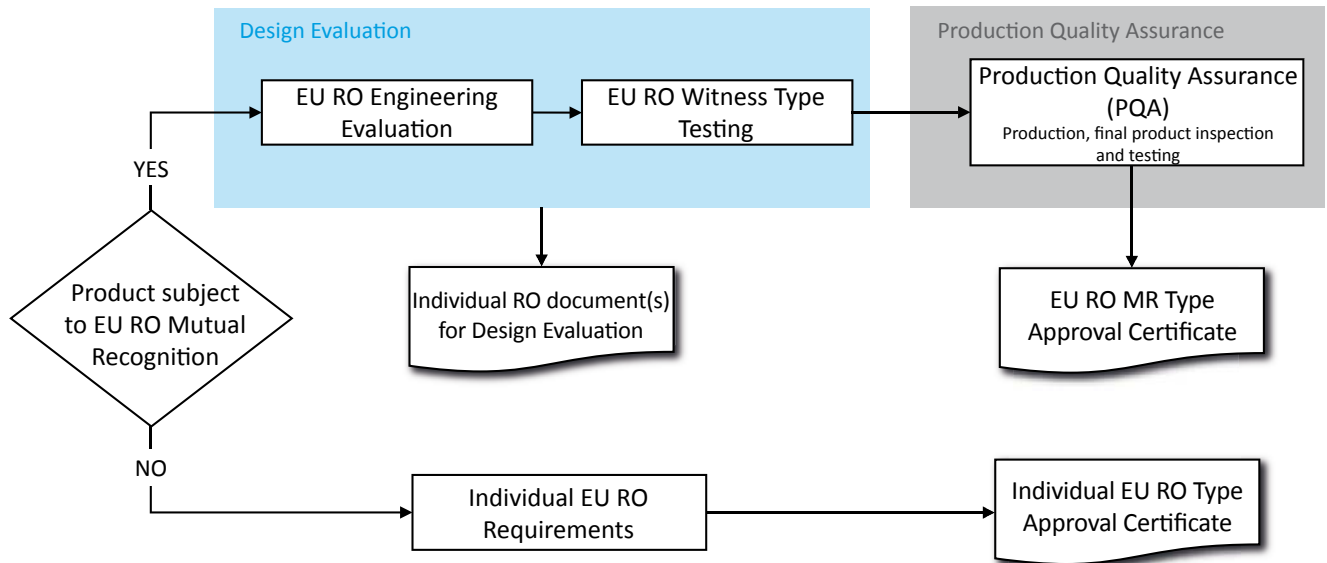 Design Evaluation
Production Quality Assurance
EU RO Engineering
Evaluation
EU RO Witness Type
Testing
Production Quality Assurance
(PQA)
Production, final product inspection
and testing
YES
Product subject
to EU RO Mutual
Recognition
Individual RO document(s)
for Design Evaluation
EU RO MR Type
Approval Certificate
NO
Individual EU RO
Requirements
Individual EU RO Type
Approval Certificate